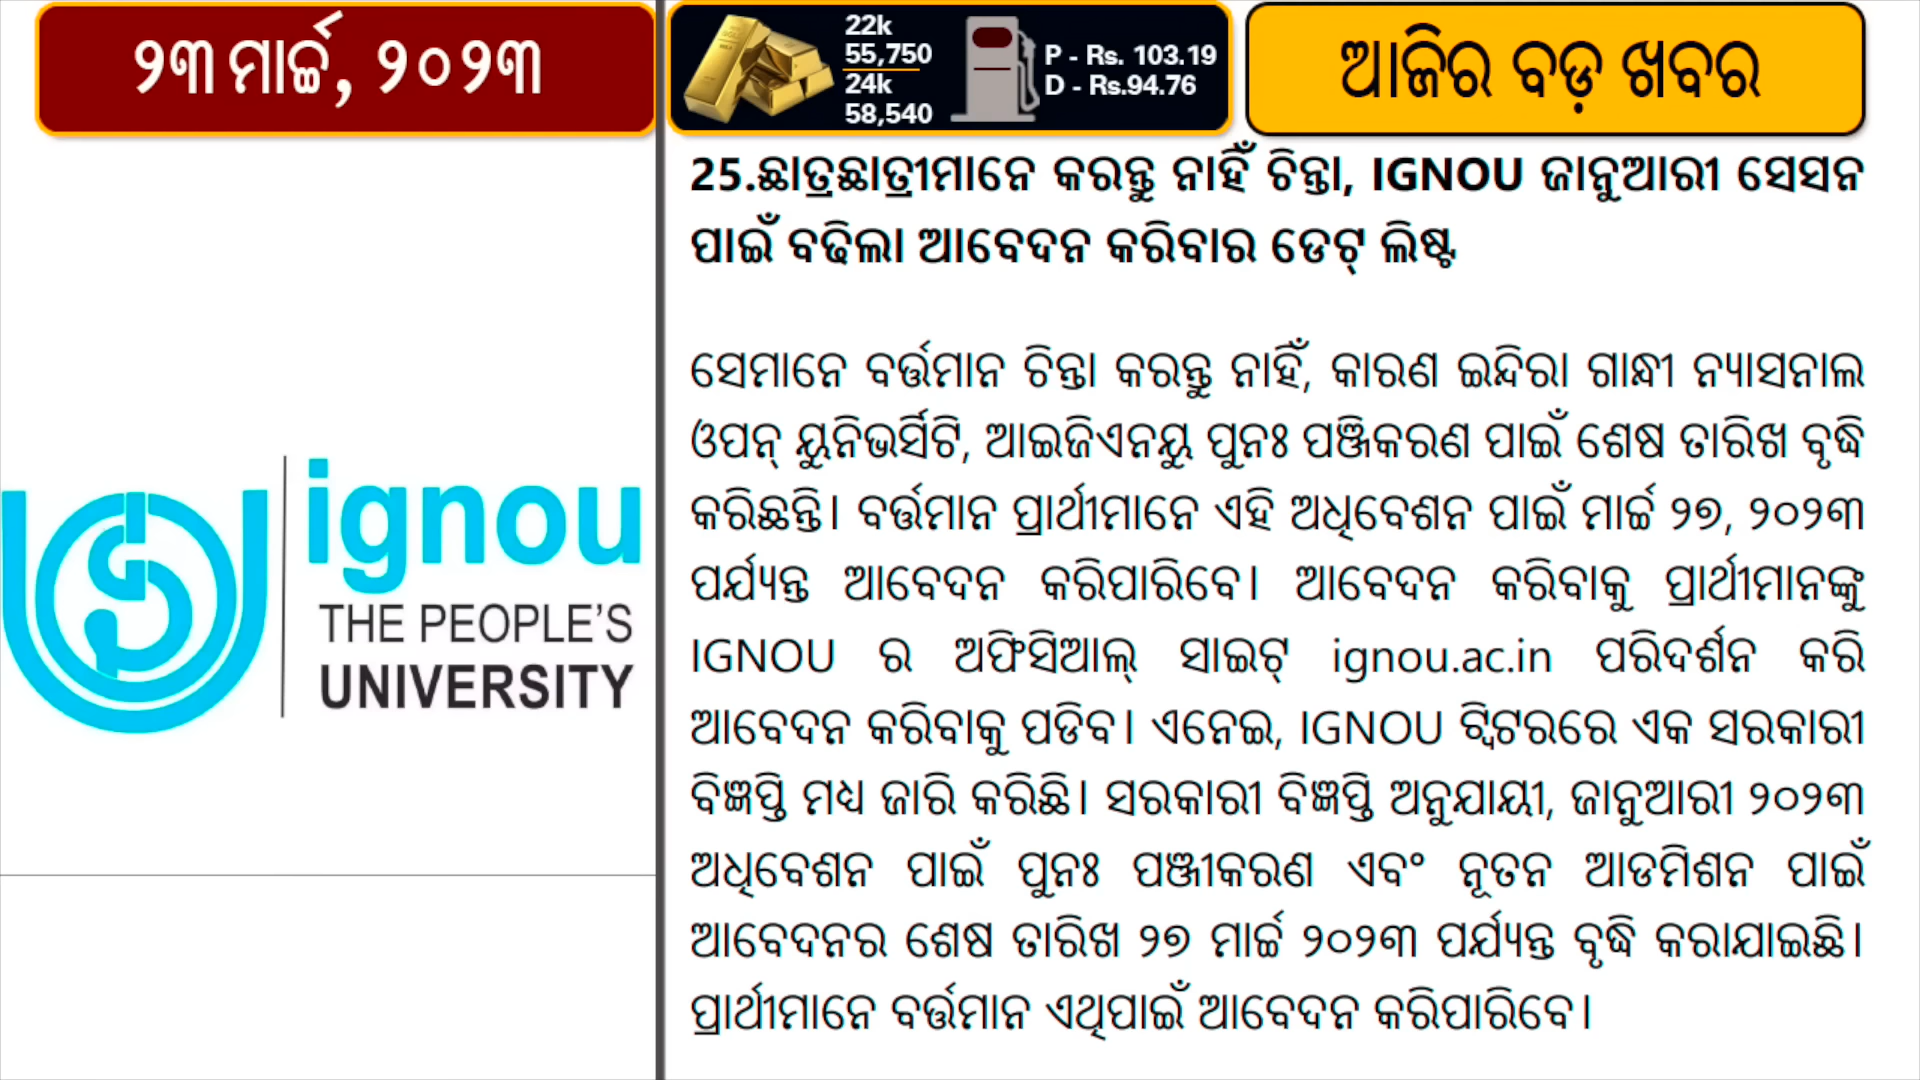 ୨୩ ମାର୍ଚ୍ଚ, ୨୦୨୩
22k
55,750
24k
58,540
P - Rs. 103.19
D - Rs.94.76
ଆଜିର ବଡ଼ ଖବର
25.ଛାତ୍ରଛାତ୍ରୀମାନେ କରନ୍ତୁ ନାହିଁ ଚିନ୍ତା, IGNOU ଜାନୁଆରୀ ସେସନ
ପାଇଁ ବଢିଲା ଆବେଦନ କରିବାର ଡେଟ୍ ଲିଷ୍ଟ
ସେମାନେ ବର୍ତ୍ତମାନ ଚିନ୍ତା କରନ୍ତୁ ନାହିଁ, କାରଣ ଇନ୍ଦିରା ଗାନ୍ଧୀ ନ୍ୟାସନାଲ
ଓପନ୍ ୟୁନିଭର୍ସିଟି, ଆଇଜିଏନୟୁ ପୁନଃ ପଞ୍ଜିକରଣ ପାଇଁ ଶେଷ ତାରିଖ ବୃଦ୍ଧି
କରିଛନ୍ତି। ବର୍ତ୍ତମାନ ପ୍ରାର୍ଥୀମାନେ ଏହି ଅଧିବେଶନ ପାଇଁ ମାର୍ଚ୍ଚ ୨୭, ୨୦୨୩
ପର୍ଯ୍ୟନ୍ତ ଆବେଦନ କରିପାରିବେ। ଆବେଦନ କରିବାକୁ ପ୍ରାର୍ଥୀମାନଙ୍କୁ
IGNOU ର ଅଫିସିଆଲ୍ ସାଇଟ୍ ignou.ac.in ପରିଦର୍ଶନ କରି
ଆବେଦନ କରିବାକୁ ପଡିବ। ଏନେଇ, IGNOU ଟ୍ୱିଟରରେ ଏକ ସରକାରୀ
ବିଜ୍ଞପ୍ତି ମଧ୍ୟ ଜାରି କରିଛି। ସରକାରୀ ବିଜ୍ଞପ୍ତି ଅନୁଯାୟୀ, ଜାନୁଆରୀ ୨୦୨୩
ଅଧିବେଶନ ପାଇଁ ପୁନଃ ପଞ୍ଜୀକରଣ ଏବଂ ନୂତନ ଆଡମିଶନ ପାଇଁ
ଆବେଦନର ଶେଷ ତାରିଖ ୨୭ ମାର୍ଚ୍ଚ ୨୦୨୩ ପର୍ଯ୍ୟନ୍ତ ବୃଦ୍ଧି କରାଯାଇଛି।
ପ୍ରାର୍ଥୀମାନେ ବର୍ତ୍ତମାନ ଏଥିପାଇଁ ଆବେଦନ କରିପାରିବେ।
ignou
THE PEOPLE'S
UNIVERSITY